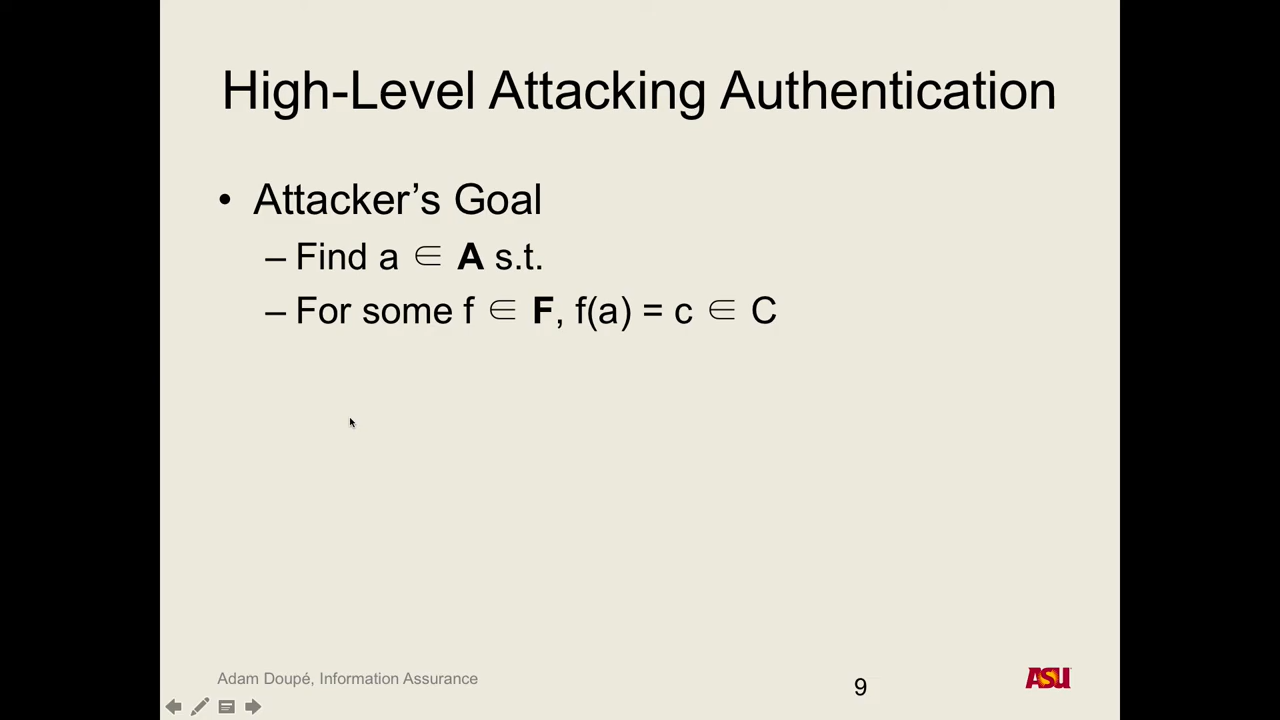 High-Level Attacking Authentication
• Attacker’s Goal
– Find a ∈ A s.t.
– For some f ∈ F, f(a) = c ∈ C
Adam Doupé, Information Assurance
9
ASU